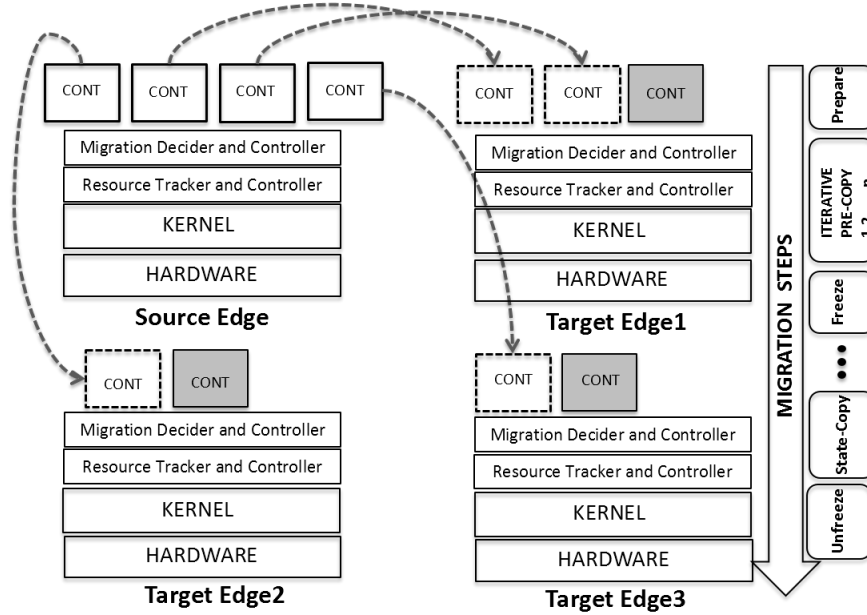 CONT
CONT
CONT
CONT
Migration Decider and Controller
Resource Tracker and Controller
KERNEL
HARDWARE
Source Edge
CONT
CONT
CONT
Migration Decider and Controller
Resource Tracker and Controller
KERNEL
HARDWARE
Target Edge1
CONT
CONT
Migration Decider and Controller
Resource Tracker and Controller
KERNEL
HARDWARE
Target Edge2
CONT
CONT
Migration Decider and Controller
Resource Tracker and Controller
KERNEL
HARDWARE
Target Edge3
MIGRATION STEPS
Prepare
ITERATIVE
PRE-COPY
Freeze
State-Copy
Unfreeze